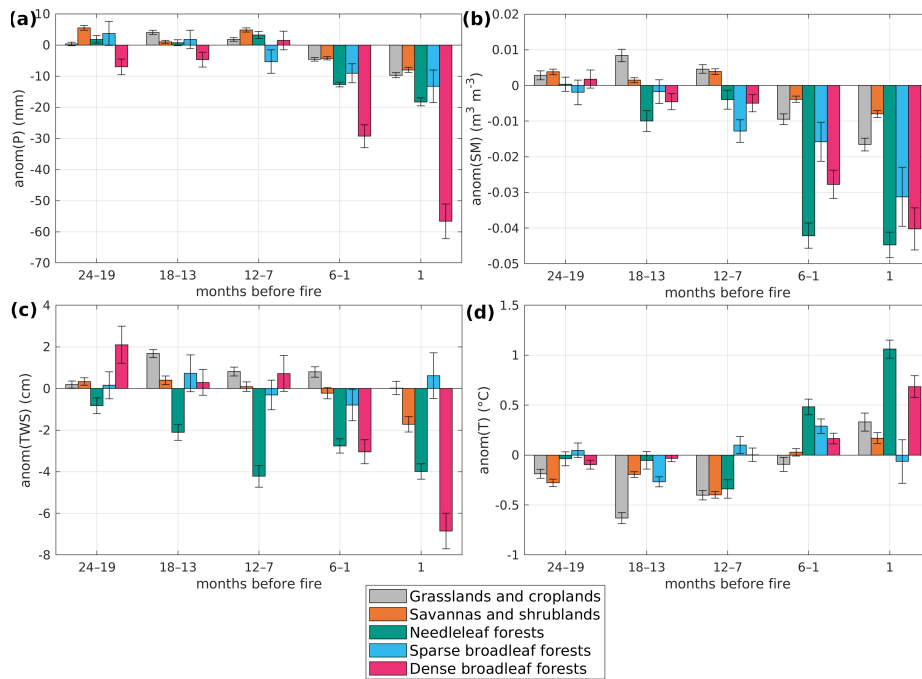 (a)
10
0
-10
-20
-30
-40
-50
-60
-70
anom(P) (mm)
24–19 18–13 12–7 6–1 1
months before fire
(b)
0.02
0.01
0
-0.01
-0.02
-0.03
-0.04
-0.05
anom(SM) (m³ m⁻³)
24–19 18–13 12–7 6–1 1
months before fire
(c)
4
2
0
-2
-4
-6
-8
anom(TWS) (cm)
24–19 18–13 12–7 6–1 1
months before fire
(d)
1.5
1
0.5
0
-0.5
-1
anom(T) (°C)
24–19 18–13 12–7 6–1 1
months before fire
Grasslands and croplands
Savannas and shrublands
Needleleaf forests
Sparse broadleaf forests
Dense broadleaf forests